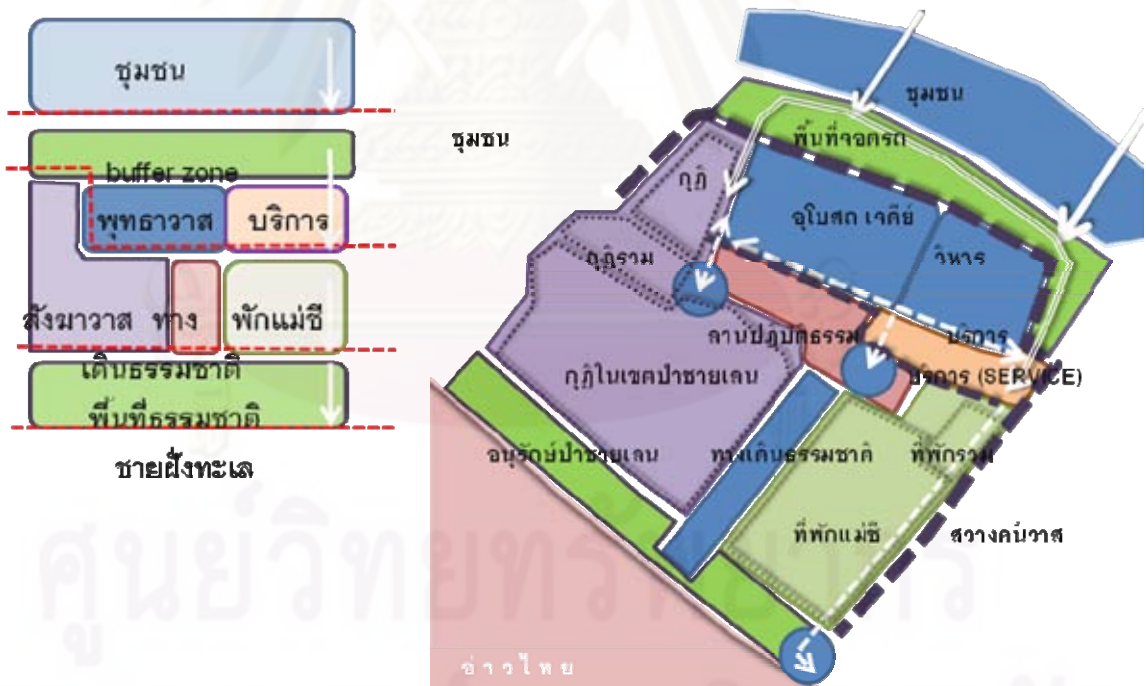 ชุมชน
buffer zone
พุทธาวาส
บริการ
สังฆาวาส
ทาง
พักแม่ชี
เดินธรรมชาติ
พื้นที่ธรรมชาติ
ชายฝั่งทะเล
ชุมชน
ชุมชน
พื้นที่จอดรถ
กุฏิ
อุโบสถ เจดีย์
วิหาร
กุฏิรวม
ลานปฏิบัติธรรม
บริการ
บริการ (SERVICE)
กุฏิในเขตป่าชายเลน
อนุรักษ์ป่าชายเลน
ทางเดินธรรมชาติ
ที่พักรวม
ที่พักแม่ชี
สวางคนิวาส
อ่าวไทย